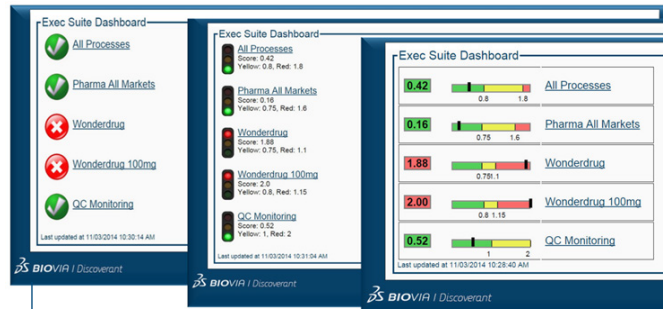 Exec Suite Dashboard
All Processes
Pharma All Markets
Wonderdrug
Wonderdrug 100mg
QC Monitoring
Last updated at 11/03/2014 10:30:14 AM
BIOVIA | Discoverant
Exec Suite Dashboard
All Processes
Score: 0.42
Yellow: 0.8, Red: 1.8
Pharma All Markets
Score: 0.16
Yellow: 0.75, Red: 1.6
Wonderdrug
Score: 1.88
Yellow: 0.75, Red: 1.1
Wonderdrug 100mg
Score: 2.0
Yellow: 0.8, Red: 1.15
QC Monitoring
Score: 0.52
Yellow: 1, Red: 2
Last updated at 11/03/2014 10:31:04 AM
BIOVIA | Discoverant
Exec Suite Dashboard
0.42 All Processes
0.8 1.8
0.16 Pharma All Markets
0.75 1.6
1.88 Wonderdrug
0.75 1.1
2.00 Wonderdrug 100mg
0.8 1.15
0.52 QC Monitoring
1 2
Last updated at 11/03/2014 10:28:40 AM
BIOVIA | Discoverant